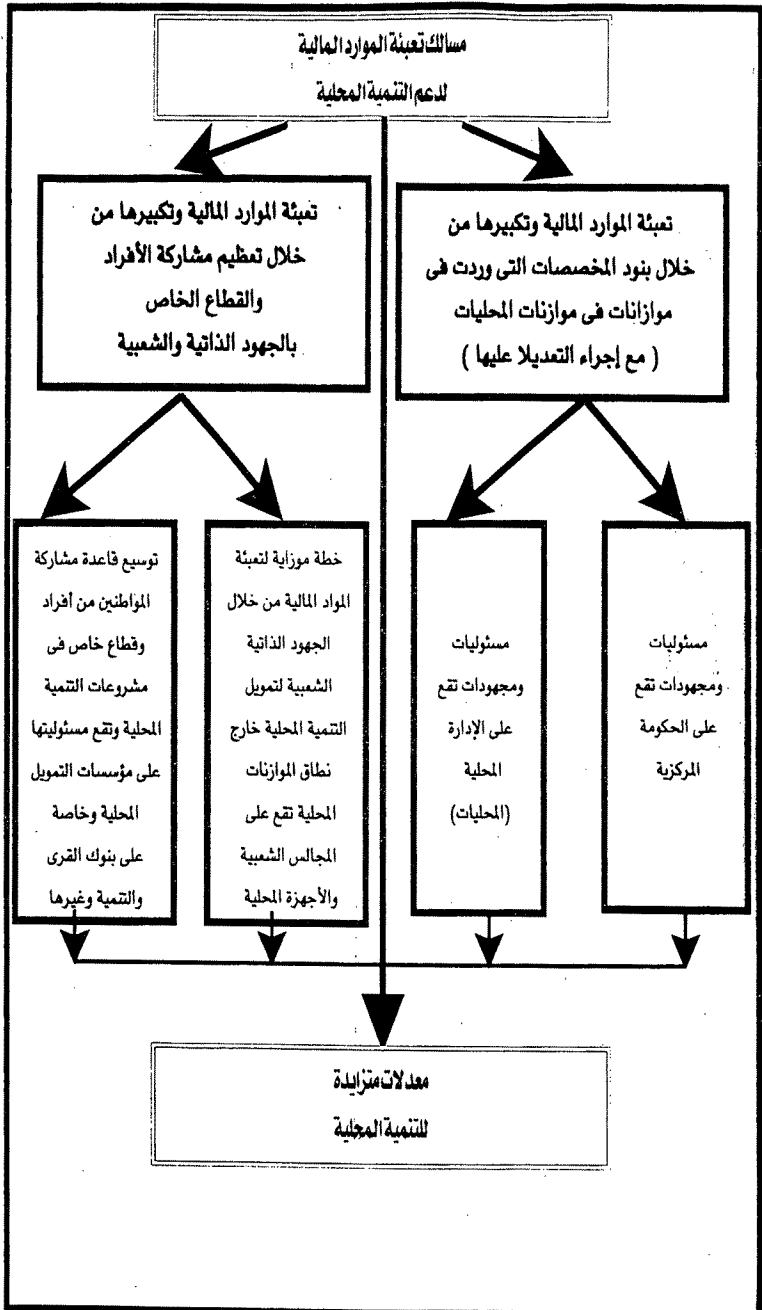 مسالك تعبئة الموارد المالية
لدعم التنمية المحلية
تعبئة الموارد المالية وتكبيرها من
خلال بنود المخصصات التى وردت فى
موازانات فى موازنات المحليات
( مع إجراء التعديلا عليها )
تعبئة الموارد المالية وتكبيرها من
خلال تعظيم مشاركة الأفراد
والقطاع الخاص
بالجهود الذاتية والشعبية
مسئوليات
ومجهودات تقع
على الحكومة
المركزية
مسئوليات
ومجهودات تقع
على الإدارة
المحلية
(المحليات)
خطة موزاية لتعبئة
المواد المالية من خلال
الجهود الذاتية
الشعبية لتمويل
التنمية المحلية خارج
نطاق الموازنات
المحلية تقع على
المجالس الشعبية
والأجهزة المحلية
توسيع قاعدة مشاركة
المواطنين من أفراد
وقطاع خاص فى
مشروعات التنمية
المحلية وتقع مسئوليتها
على مؤسسات التمويل
المحلية وخاصة
على بنوك القرى
والتنمية وغيرها
معدلات متزايدة
للتنمية المحلية